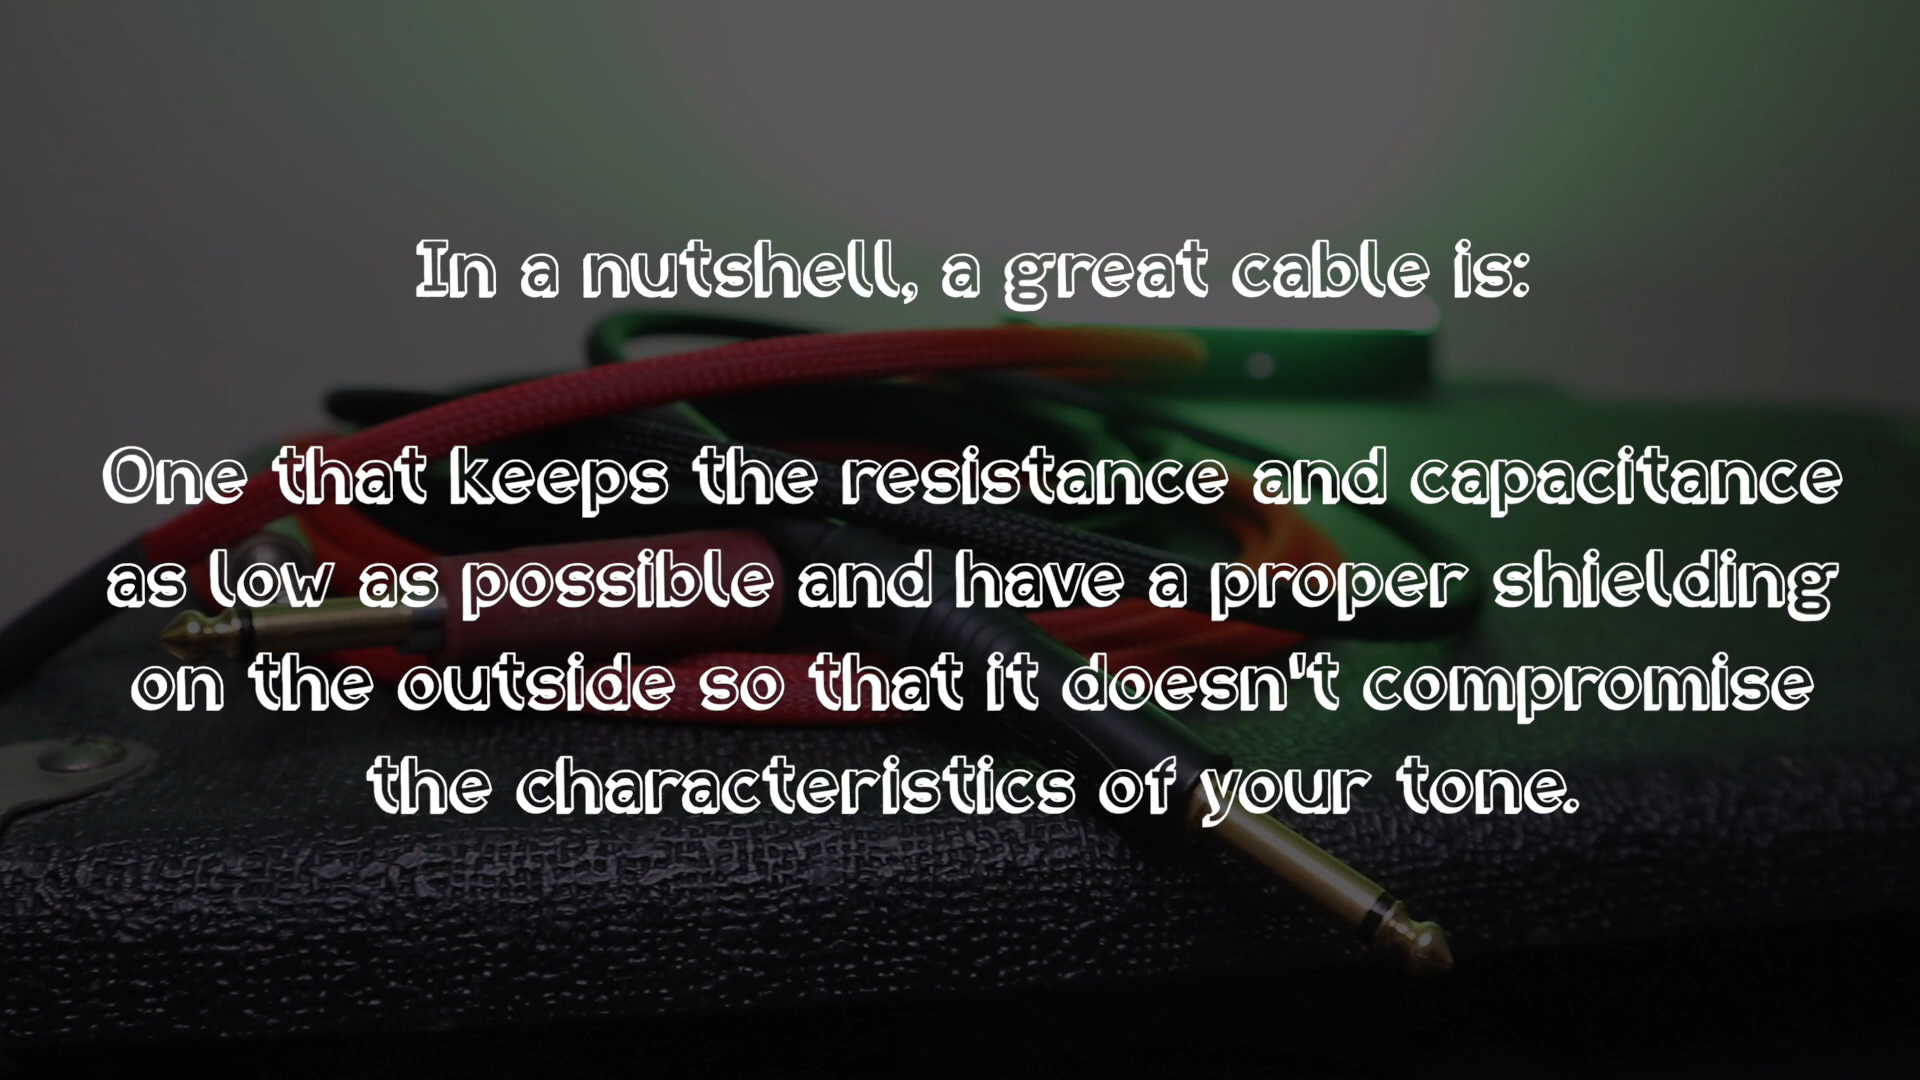 In a nutshell, a great cable is:
One that keeps the resistance and capacitance
as low as possible and have a proper shielding
on the outside so that it doesn't compromise
the characteristics of your tone.